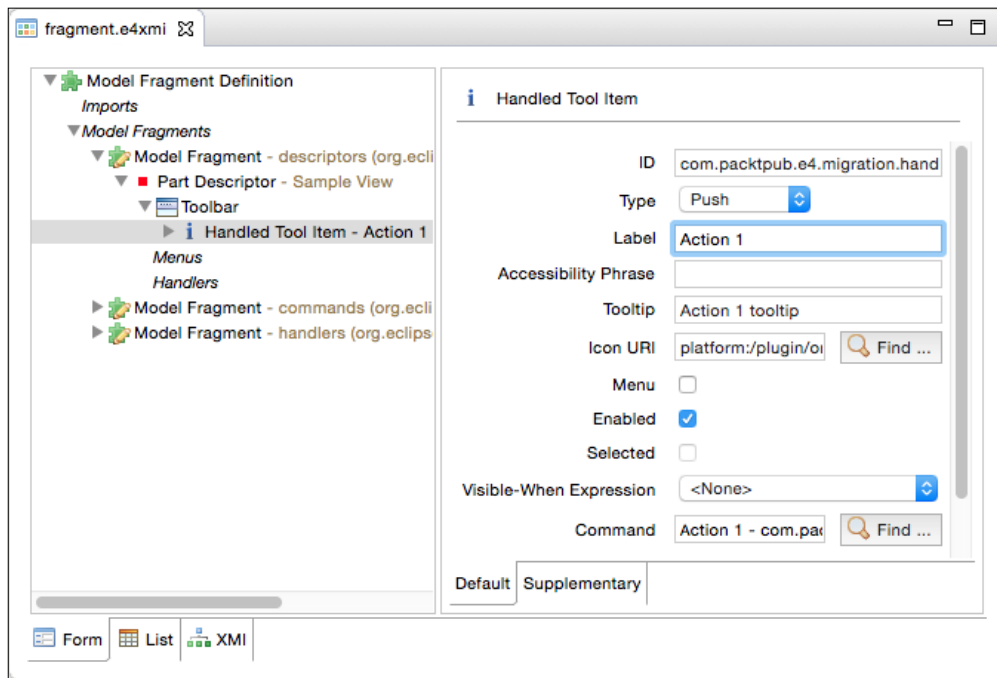 fragment.e4xmi
Model Fragment Definition
Imports
Model Fragments
Model Fragment - descriptors (org.ecli
Part Descriptor - Sample View
Toolbar
Handled Tool Item - Action 1
Menus
Handlers
Model Fragment - commands (org.ecli
Model Fragment - handlers (org.eclips
Handled Tool Item
ID com.packtpub.e4.migration.hand
Type Push
Label Action 1
Accessibility Phrase
Tooltip Action 1 tooltip
Icon URI platform:/plugin/or Find ...
Menu
Enabled
Selected
Visible-When Expression <None>
Command Action 1 - com.pac Find ...
Default Supplementary
Form List XMI